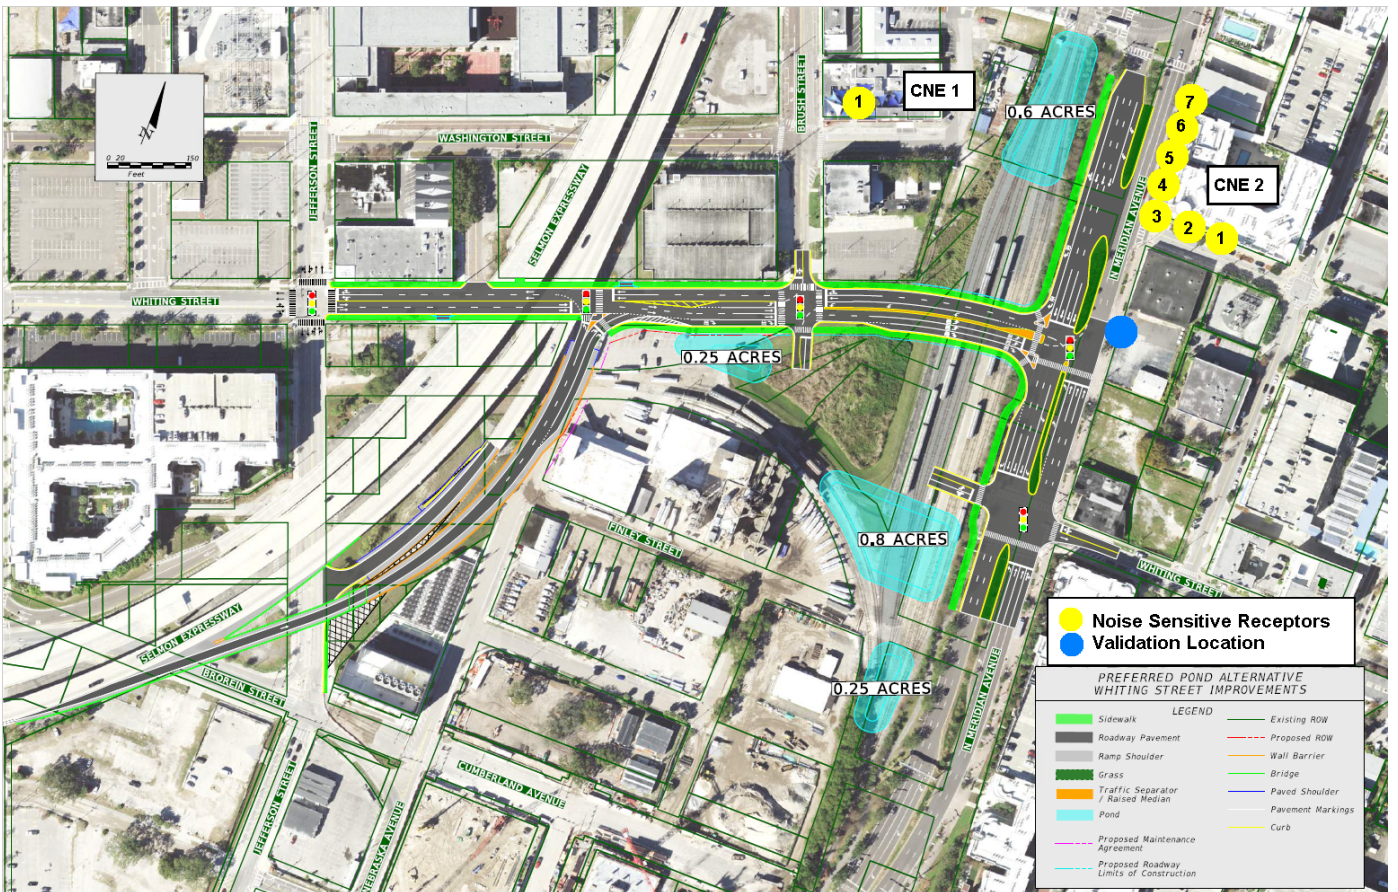 0 20 150
Feet
N
JEFFERSON STREET
WASHINGTON STREET
SELMON EXPRESSWAY
BRUSH STREET
1
CNE 1
0.6 ACRES
7
6
5
4
3
2
1
CNE 2
N MERIDIAN AVENUE
WHITING STREET
0.25 ACRES
0.8 ACRES
FINLEY STREET
WHITING STREET
SELMON EXPRESSWAY
BROREIN STREET
0.25 ACRES
N MERIDIAN AVENUE
JEFFERSON STREET
NEBRASKA AVENUE
CUMBERLAND AVENUE
Noise Sensitive Receptors
Validation Location
PREFERRED POND ALTERNATIVE
WHITING STREET IMPROVEMENTS
LEGEND
Sidewalk
Roadway Pavement
Ramp Shoulder
Grass
Traffic Separator
/ Raised Median
Pond
Proposed Maintenance
Agreement
Proposed Roadway
Limits of Construction
Existing ROW
Proposed ROW
Wall Barrier
Bridge
Paved Shoulder
Pavement Markings
Curb